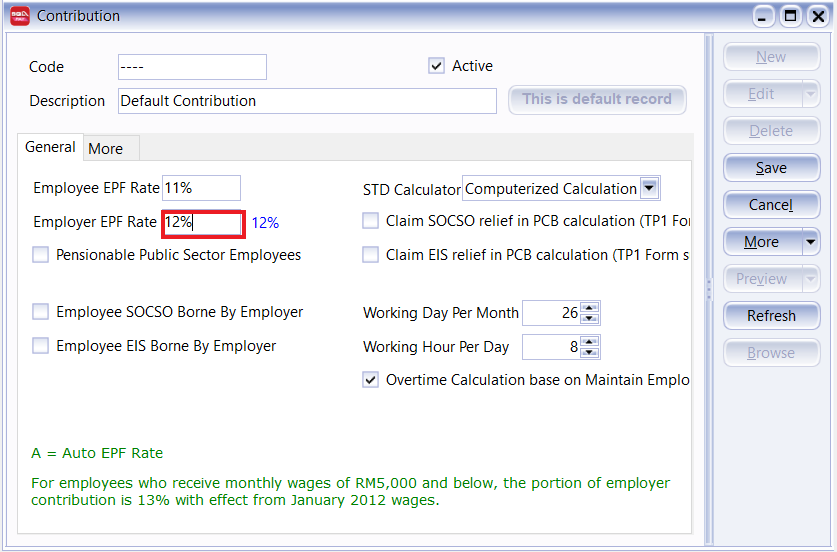 Contribution
Code ---- Active
Description Default Contribution This is default record
General More
Employee EPF Rate 11% STD Calculator Computerized Calculation
Employer EPF Rate 12% 12% Claim SOCSO relief in PCB calculation (TP1 For
Pensionable Public Sector Employees Claim EIS relief in PCB calculation (TP1 Form s
Employee SOCSO Borne By Employer Working Day Per Month 26
Employee EIS Borne By Employer Working Hour Per Day 8
Overtime Calculation base on Maintain Emplo
A = Auto EPF Rate
For employees who receive monthly wages of RM5,000 and below, the portion of employer
contribution is 13% with effect from January 2012 wages.
New
Edit
Delete
Save
Cancel
More
Preview
Refresh
Browse